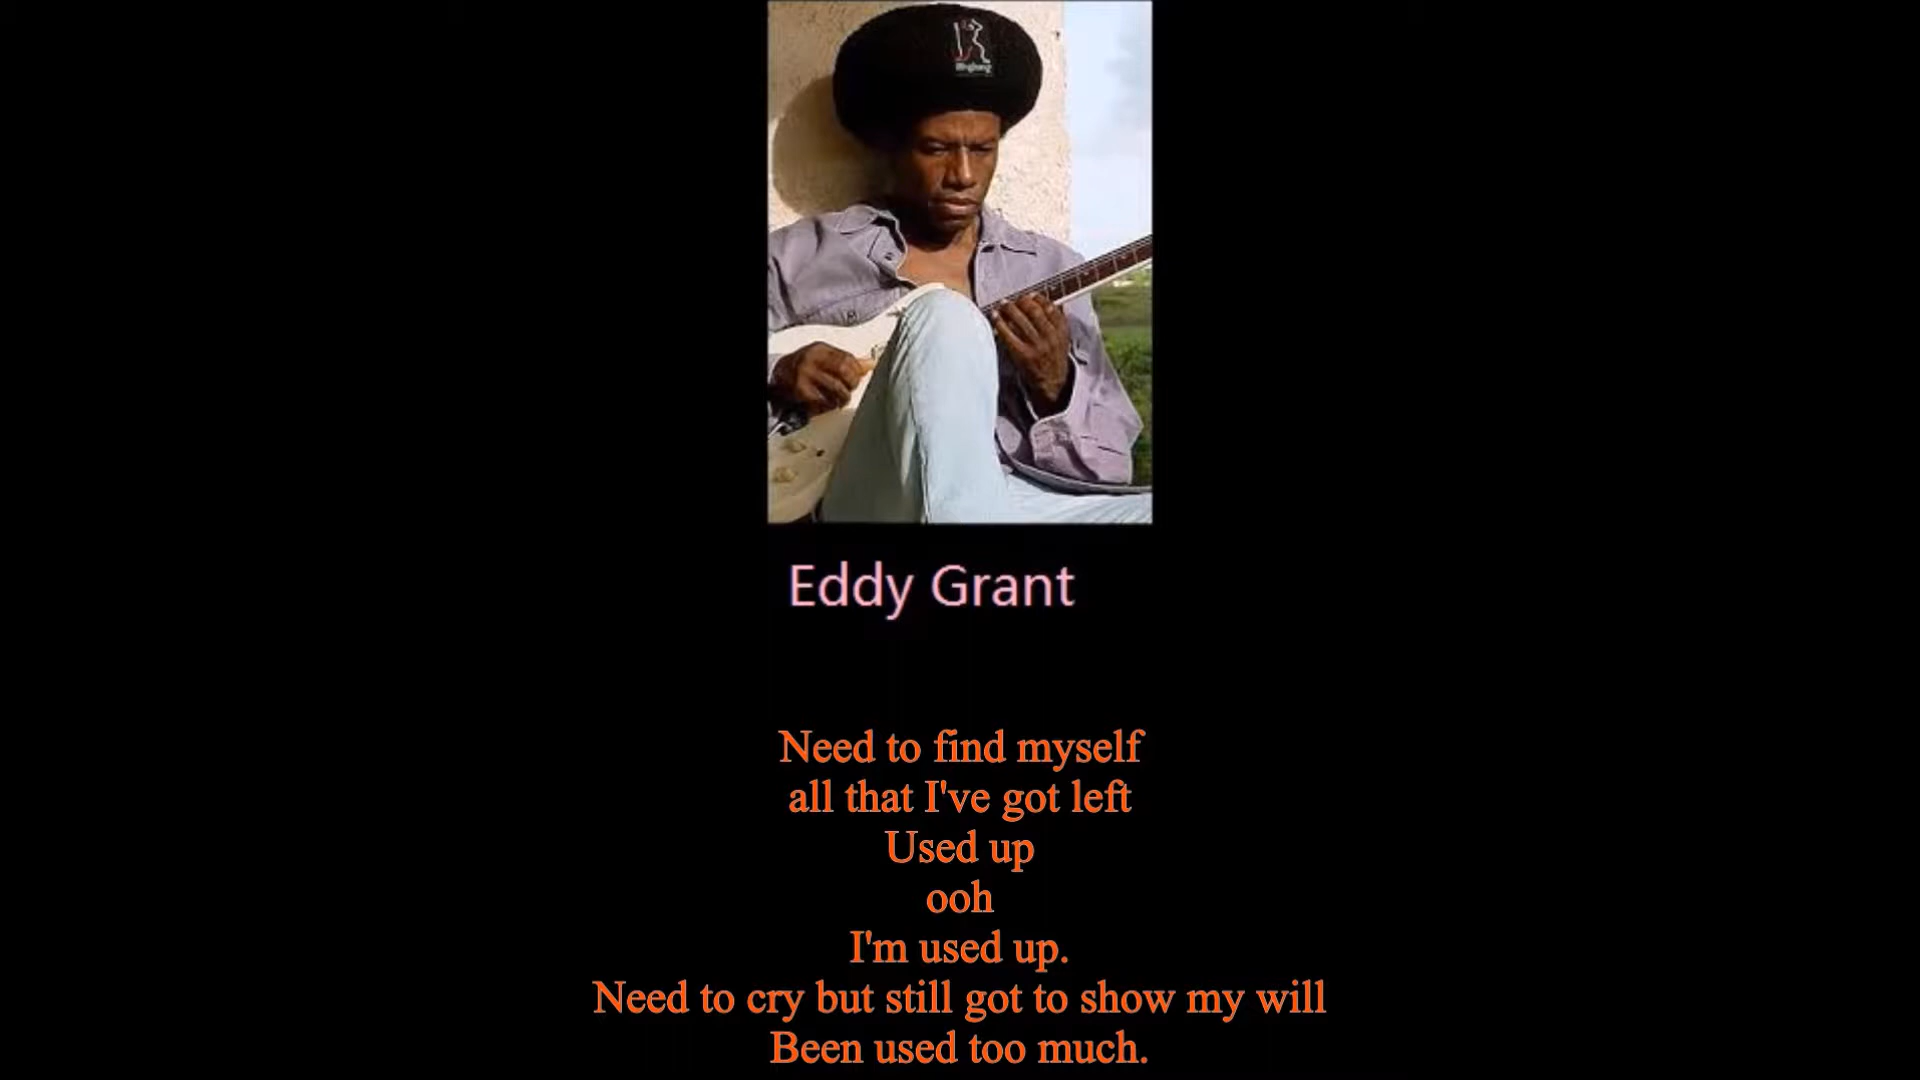 Eddy Grant
Need to find myself
all that I've got left
Used up
ooh
I'm used up.
Need to cry but still got to show my will
Been used too much.